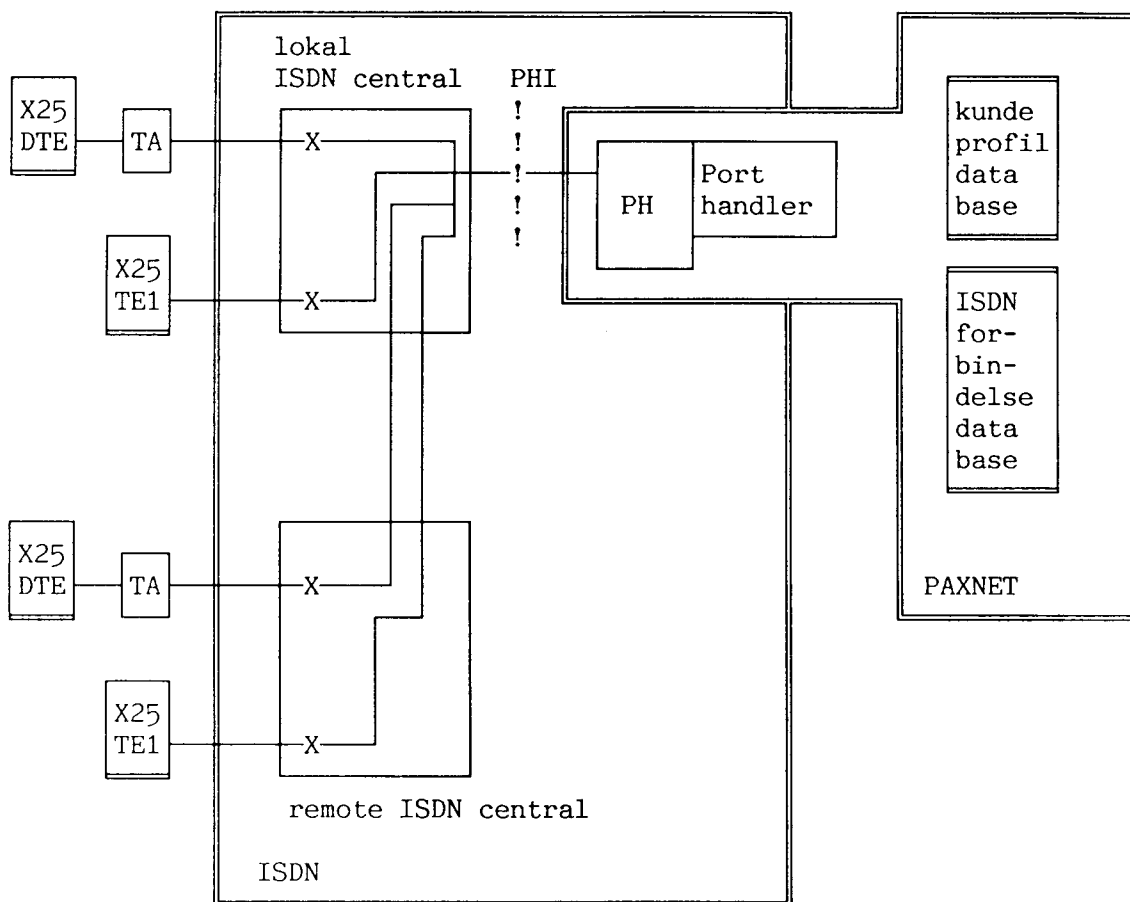 lokal
ISDN central
PHI
!
!
!
!
!
X25
DTE
TA
X
X25
TE1
X
PH
Port
handler
kunde
profil
data
base
ISDN
for-
bin-
delse
data
base
PAXNET
X25
DTE
TA
X
X25
TE1
X
remote ISDN central
ISDN